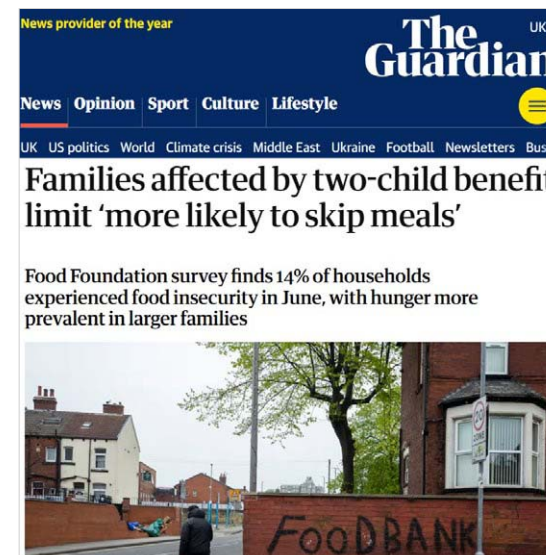 News provider of the year
UK
The
Guardian
News Opinion Sport Culture Lifestyle
UK US politics World Climate crisis Middle East Ukraine Football Newsletters Bus
Families affected by two-child benefit
limit ‘more likely to skip meals’
Food Foundation survey finds 14% of households
experienced food insecurity in June, with hunger more
prevalent in larger families
FOODBANK